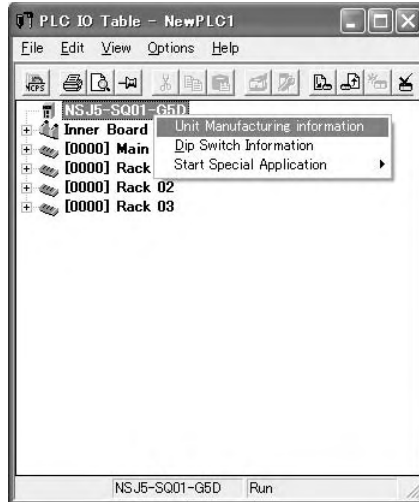 PLC IO Table - NewPLC1
File Edit View Options Help
NCPS
NSJ5-SQ01-G5D
Inner Board
Unit Manufacturing information
[0000] Main
Dip Switch Information
[0000] Rack
Start Special Application
[0000] Rack 02
[0000] Rack 03
NSJ5-SQ01-G5D Run